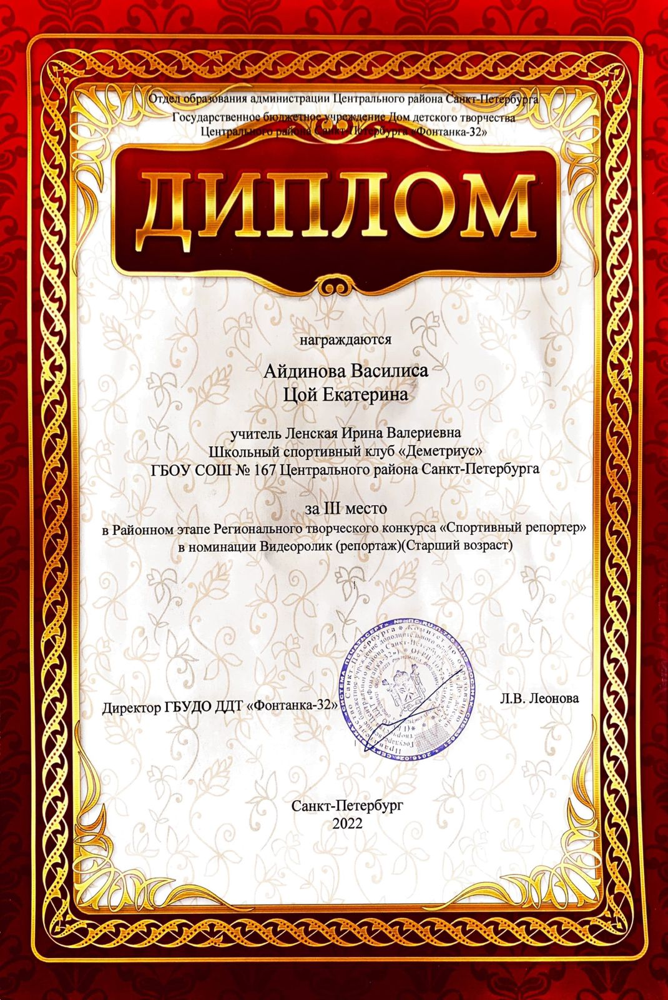 Отдел образования администрации Центрального района Санкт-Петербурга
Государственное бюджетное учреждение Дом детского творчества
Центрального района Санкт-Петербурга «Фонтанка-32»
ДИПЛОМ
награждаются
Айдинова Василиса
Цой Екатерина
учитель Ленская Ирина Валериевна
Школьный спортивный клуб «Деметриус»
ГБОУ СОШ № 167 Центрального района Санкт-Петербурга
за III место
в Районном этапе Регионального творческого конкурса «Спортивный репортер»
в номинации Видеоролик (репортаж)(Старший возраст)
Директор ГБУДО ДДТ «Фонтанка-32»
Л.В. Леонова
Санкт-Петербург
2022